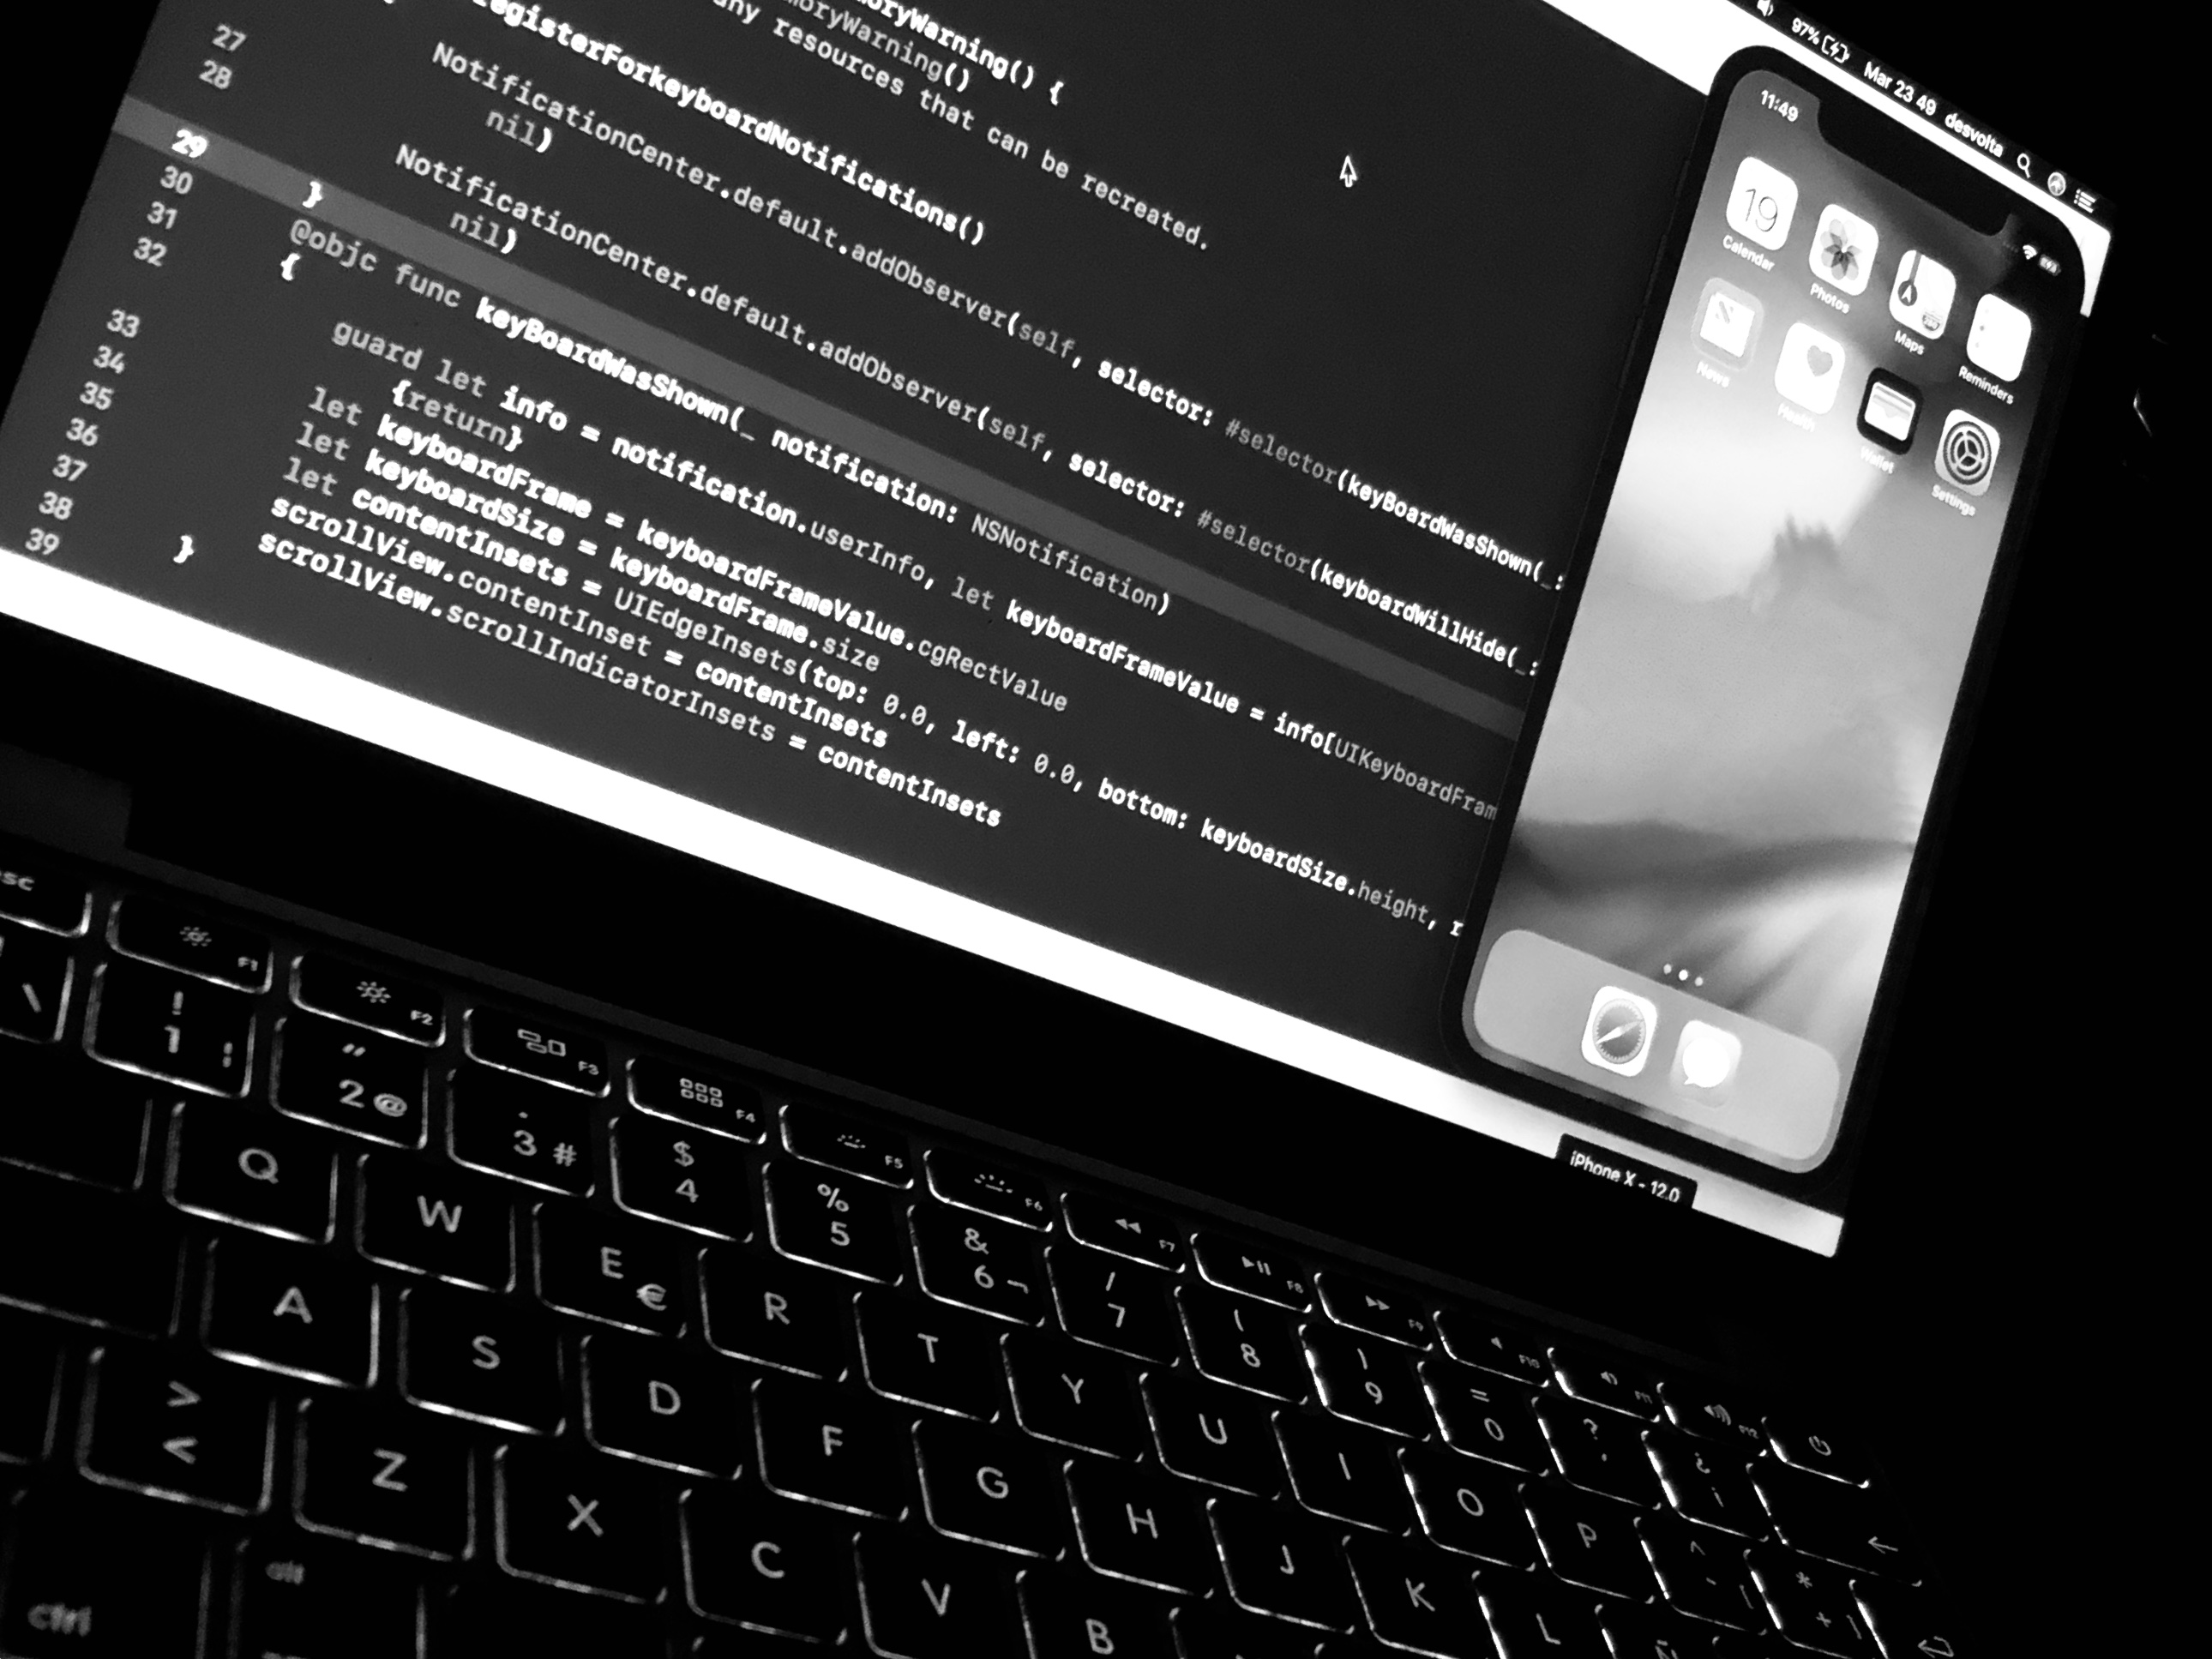 oryWarning() {
moryWarning()
ny resources that can be recreated.
registerForkeyboardNotifications()
27
NotificationCenter.default.addObserver(self, selector: #selector(keyBoardWasShown(_:
nil)
28
NotificationCenter.default.addObserver(self, selector: #selector(keyboardWillHide(_:
nil)
29 }
30 @objc func keyBoardWasShown(_ notification: NSNotification)
31 {
32 guard let info = notification.userInfo, let keyboardFrameValue = info[UIKeyboardFram
{return}
33 let keyboardFrame = keyboardFrameValue.cgRectValue
34 let keyboardSize = keyboardFrame.size
35 let contentInsets = UIEdgeInsets(top: 0.0, left: 0.0, bottom: keyboardSize.height, r
36 scrollView.contentInset = contentInsets
37 scrollView.scrollIndicatorInsets = contentInsets
38 }
39
97% Mar 23 49 desvolta
11:49
19
Calendar Photos Maps Reminders
News Health Wallet Settings
iPhone X - 12.0
sc F1 F2 F3 F4 F5 F6 F7 F8 F9 F10 F11 F12
\ ! 1 | " 2 @ · 3 # $ 4 % 5 & 6 ¬ / 7 ( 8 ) 9 = 0 ? ' ¿ ¡
Q W E € R T Y U I O P ^ ` [ * + ]
A S D F G H J K L Ñ
> < Z X C V B
ctrl alt